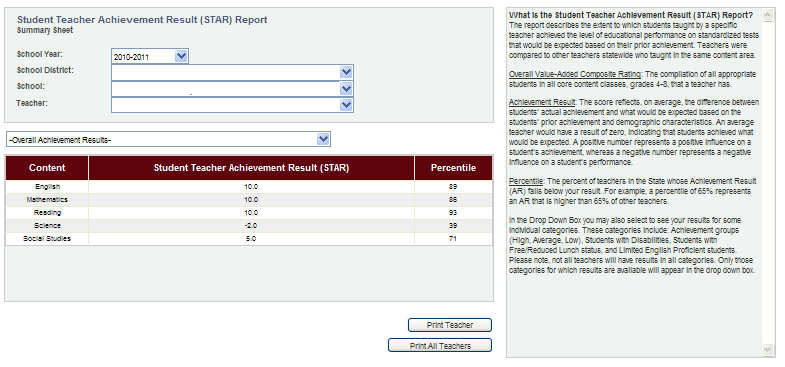 Student Teacher Achievement Result (STAR) Report
Summary Sheet
School Year: 2010-2011
School District:
School:
Teacher:
-Overall Achievement Results-
Content Student Teacher Achievement Result (STAR) Percentile
English 10.0 89
Mathematics 10.0 86
Reading 10.0 93
Science -2.0 39
Social Studies 5.0 71
Print Teacher
Print All Teachers
What is the Student Teacher Achievement Result (STAR) Report?
The report describes the extent to which students taught by a specific
teacher achieved the level of educational performance on standardized tests
that would be expected based on their prior achievement. Teachers were
compared to other teachers statewide who taught in the same content area.
Overall Value-Added Composite Rating: The compilation of all appropriate
students in all core content classes, grades 4-8, that a teacher has.
Achievement Result: The score reflects, on average, the difference between
students' actual achievement and what would be expected based on the
students' prior achievement and demographic characteristics. An average
teacher would have a result of zero, indicating that students achieved what
would be expected. A positive number represents a positive influence on a
student's achievement, whereas a negative number represents a negative
influence on a student's performance.
Percentile: The percent of teachers in the State whose Achievement Result
(AR) falls below your result. For example, a percentile of 65% represents
an AR that is higher than 65% of other teachers.
In the Drop Down Box you may also select to see your results for some
individual categories. These categories include: Achievement groups
(High, Average, Low), Students with Disabilities, Students with
Free/Reduced Lunch status, and Limited English Proficient students.
Please note, not all teachers will have results in all categories. Only those
categories for which results are available will appear in the drop down box.